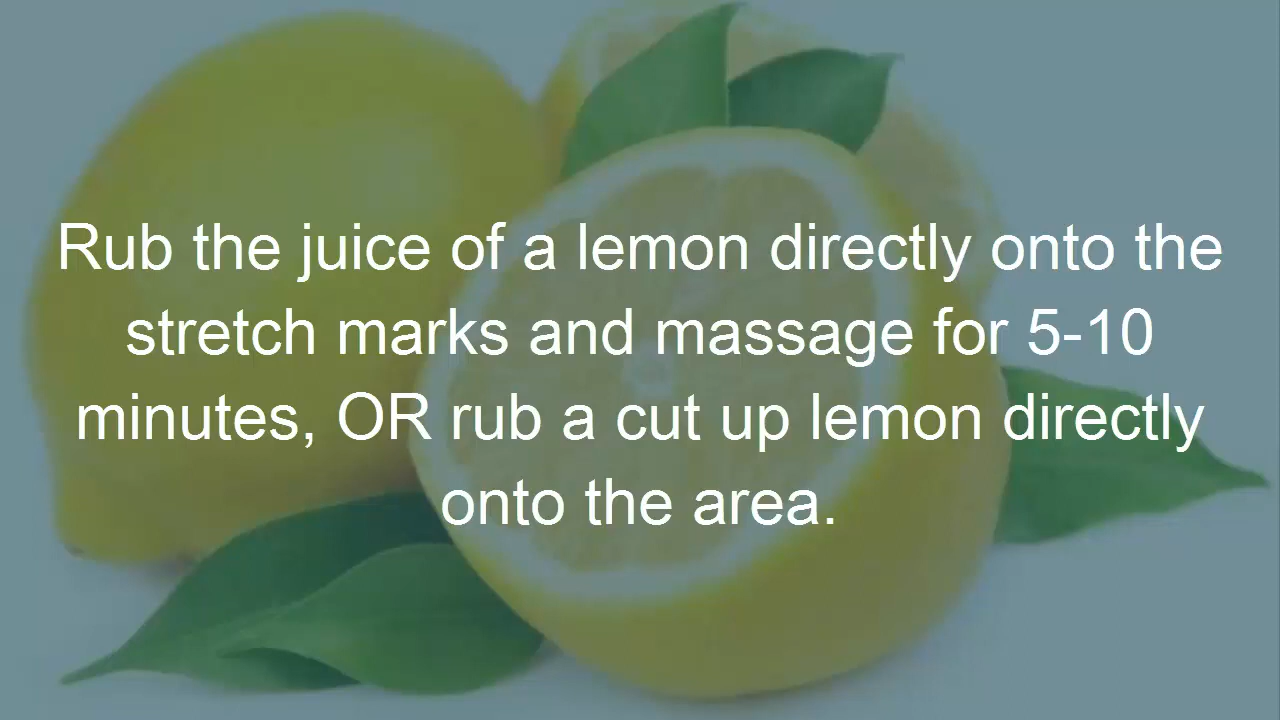 Rub the juice of a lemon directly onto the
stretch marks and massage for 5-10
minutes, OR rub a cut up lemon directly
onto the area.